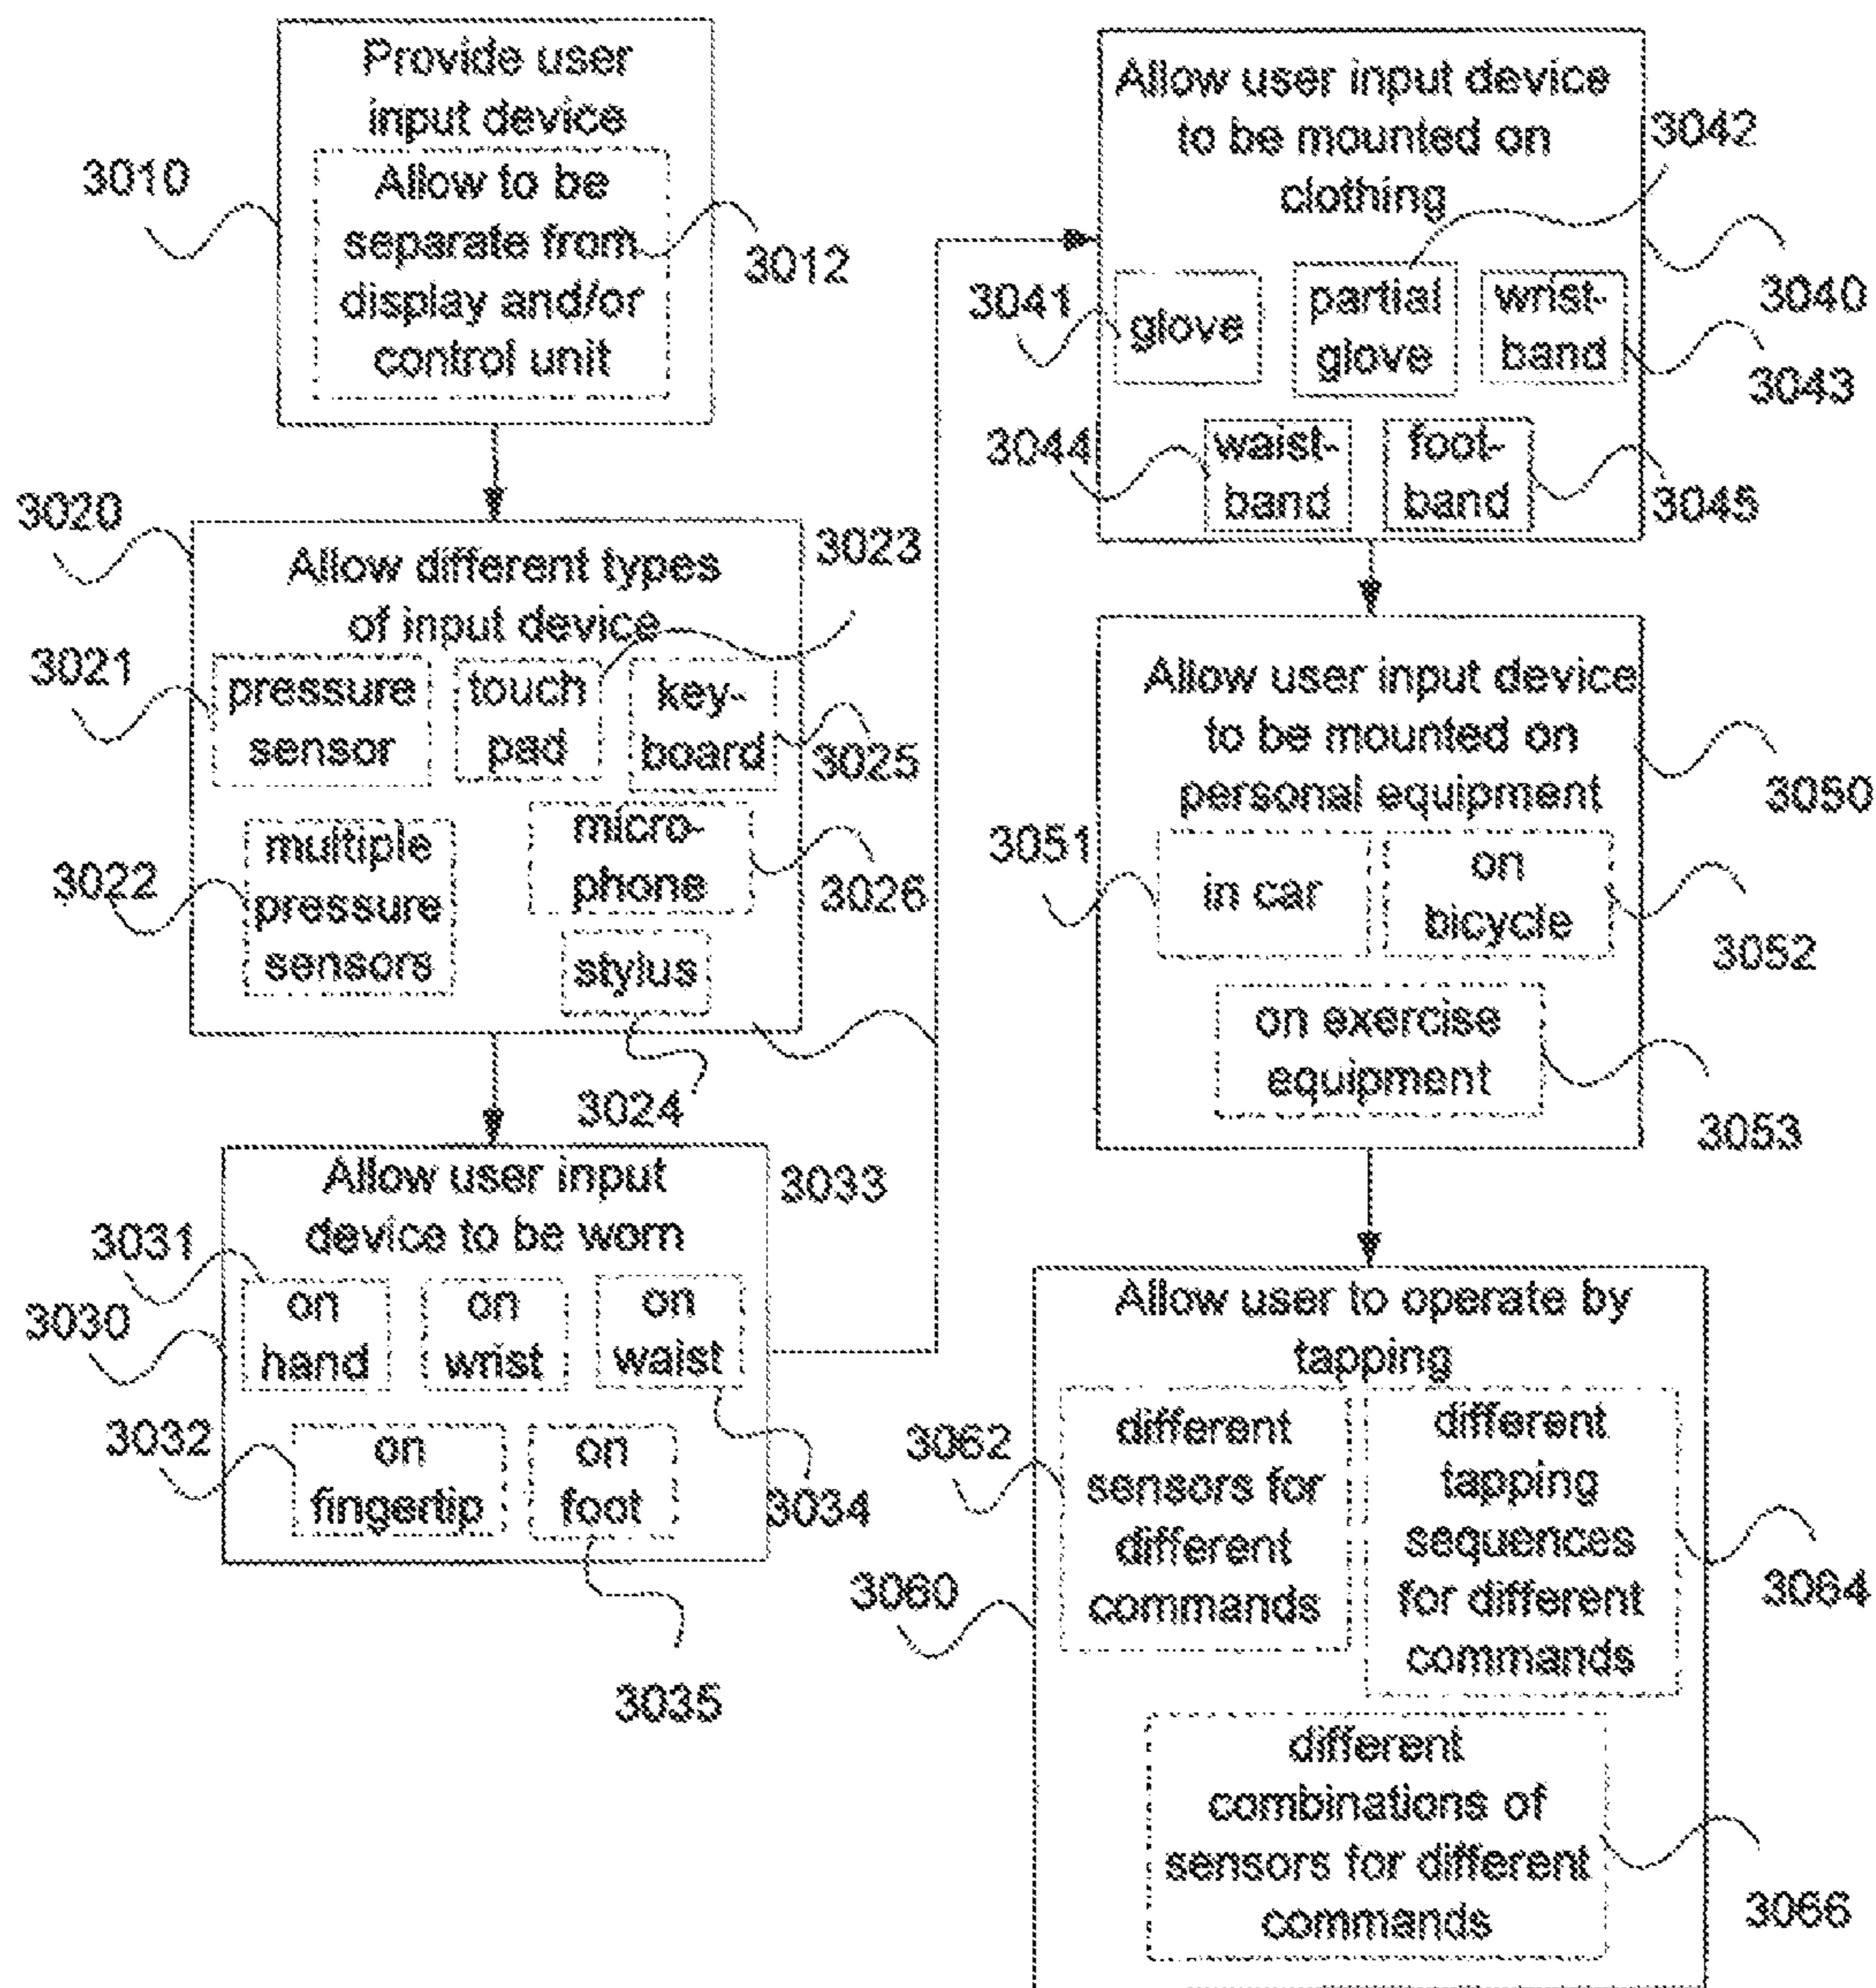 Provide user
input device
3010
Allow to be
separate from
display and/or
control unit
3012
3020
Allow different types
of input device
3023
3021
pressure
sensor
touch
pad
key-
board
3025
3022
multiple
pressure
sensors
micro-
phone
3026
stylus
3024
Allow user input
device to be worn
3033
3031
3030
on
hand
on
wrist
on
waist
3032
on
fingertip
on
foot
3034
3035
Allow user input device
to be mounted on
clothing
3042
3040
3041
glove
partial
glove
wrist-
band
3043
3044
waist-
band
foot-
band
3045
Allow user input device
to be mounted on
personal equipment
3050
3051
in car
on
bicycle
3052
on exercise
equipment
3053
Allow user to operate by
tapping
3062
different
sensors for
different
commands
different
tapping
sequences
for different
commands
3064
3060
different
combinations of
sensors for different
commands
3066